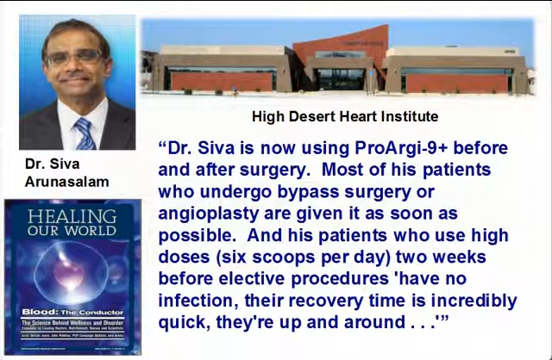 High Desert Heart Institute
Dr. Siva
Arunasalam
“Dr. Siva is now using ProArgi-9+ before
and after surgery. Most of his patients
who undergo bypass surgery or
angioplasty are given it as soon as
possible. And his patients who use high
doses (six scoops per day) two weeks
before elective procedures 'have no
infection, their recovery time is incredibly
quick, they're up and around . . .'”
HEALING
OUR WORLD
Blood: The Conductor
The Science Behind Wellness and Disorder